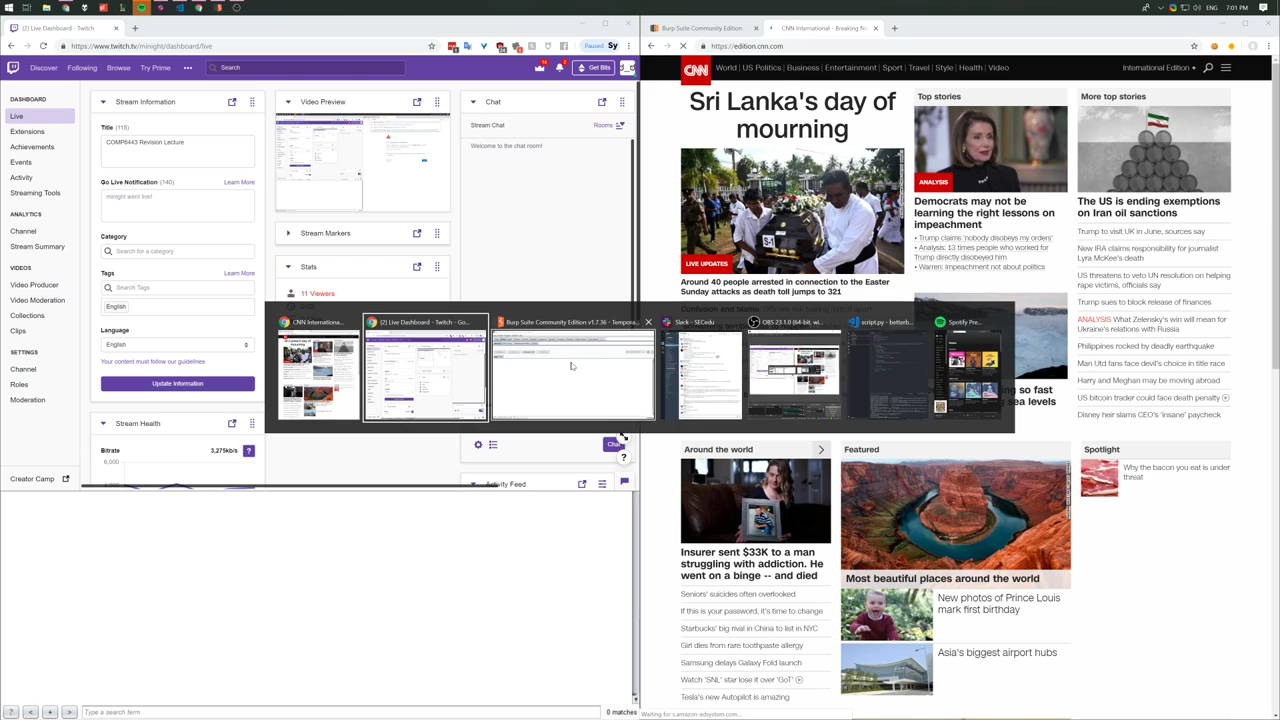 ENG
7:01 PM
(2) Live Dashboard - Twitch
https://www.twitch.tv/minight/dashboard/live
Paused
Sy
Discover
Following
Browse
Try Prime
Search
Get Bits
DASHBOARD
Live
Extensions
Achievements
Events
Activity
Streaming Tools
ANALYTICS
Channel
Stream Summary
VIDEOS
Video Producer
Video Moderation
Collections
Clips
SETTINGS
Channel
Roles
Moderation
Creator Camp
Stream Information
Title (115)
COMP6443 Revision Lecture
Go Live Notification (140)
Learn More
minight went live!
Category
Search for a category
Tags
Learn More
Search Tags
English
Language
English
Your content must follow our guidelines
Update Information
Stream Health
Bitrate
3,275kb/s
?
6,000
Video Preview
Stream Markers
Stats
11 Viewers
Chat
Stream Chat
Rooms
Welcome to the chat room!
?
Activity Feed
CNN Internationa...
(2) Live Dashboard - Twitch - Go...
Burp Suite Community Edition v1.7.36 - Tempora...
Slack - SECedu
OBS 23.1.0 (64-bit, wi...
script.py - betterb...
Spotify Pre...
?
<
+
>
Type a search term
0 matches
Burp Suite Community Edition
CNN International - Breaking N
https://edition.cnn.com
CNN
World
US Politics
Business
Entertainment
Sport
Travel
Style
Health
Video
International Edition +
Sri Lanka's day of
mourning
S-1
LIVE UPDATES
Around 40 people arrested in connection to the Easter
Sunday attacks as death toll jumps to 321
Top stories
ANALYSIS
Democrats may not be
learning the right lessons on
impeachment
• Trump claims 'nobody disobeys my orders'
• Analysis: 13 times people who worked for
Trump directly disobeyed him
• Warren: Impeachment not about politics
so fast
ea levels
More top stories
The US is ending exemptions
on Iran oil sanctions
Trump to visit UK in June, sources say
New IRA claims responsibility for journalist
Lyra McKee's death
US threatens to veto UN resolution on helping
rape victims, officials say
Trump sues to block release of finances
ANALYSIS What Zelensky's win will mean for
Ukraine's relations with Russia
Philippines rocked by deadly earthquake
Man Utd icon's choice in title race
Harry and Meghan may be moving abroad
US bitcoin trader could face death penalty
Disney heir slams CEO's 'insane' paycheck
Around the world
Insurer sent $33K to a man
struggling with addiction. He
went on a binge -- and died
Seniors' suicides often overlooked
If this is your password, it's time to change
Starbucks' big rival in China to list in NYC
Girl dies from rare toothpaste allergy
Samsung delays Galaxy Fold launch
Watch 'SNL' star lose it over 'GoT'
Tesla's new Autopilot is amazing
Featured
Most beautiful places around the world
New photos of Prince Louis
mark first birthday
Asia's biggest airport hubs
Spotlight
Why the bacon you eat is under
threat
Waiting for s.amazon-adsystem.com...